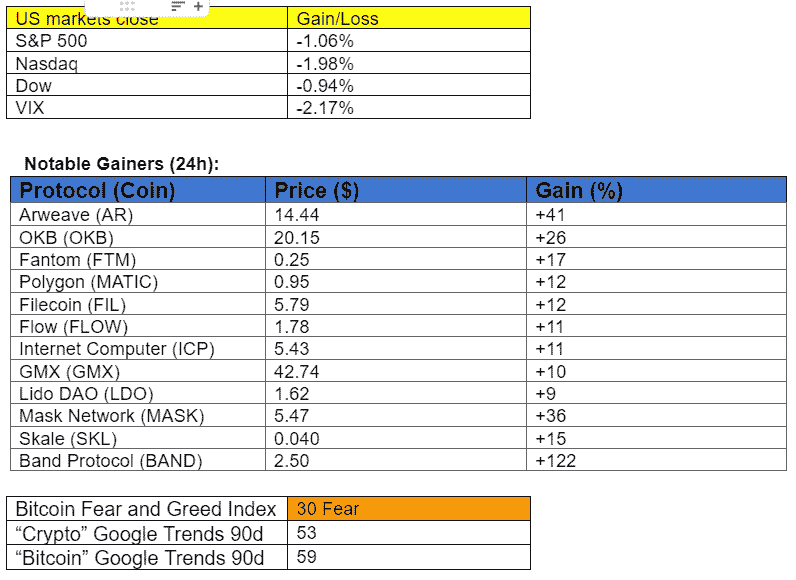 US markets close Gain/Loss
S&P 500 -1.06%
Nasdaq -1.98%
Dow -0.94%
VIX -2.17%
Notable Gainers (24h):
Protocol (Coin) Price ($) Gain (%)
Arweave (AR) 14.44 +41
OKB (OKB) 20.15 +26
Fantom (FTM) 0.25 +17
Polygon (MATIC) 0.95 +12
Filecoin (FIL) 5.79 +12
Flow (FLOW) 1.78 +11
Internet Computer (ICP) 5.43 +11
GMX (GMX) 42.74 +10
Lido DAO (LDO) 1.62 +9
Mask Network (MASK) 5.47 +36
Skale (SKL) 0.040 +15
Band Protocol (BAND) 2.50 +122
Bitcoin Fear and Greed Index 30 Fear
“Crypto” Google Trends 90d 53
“Bitcoin” Google Trends 90d 59